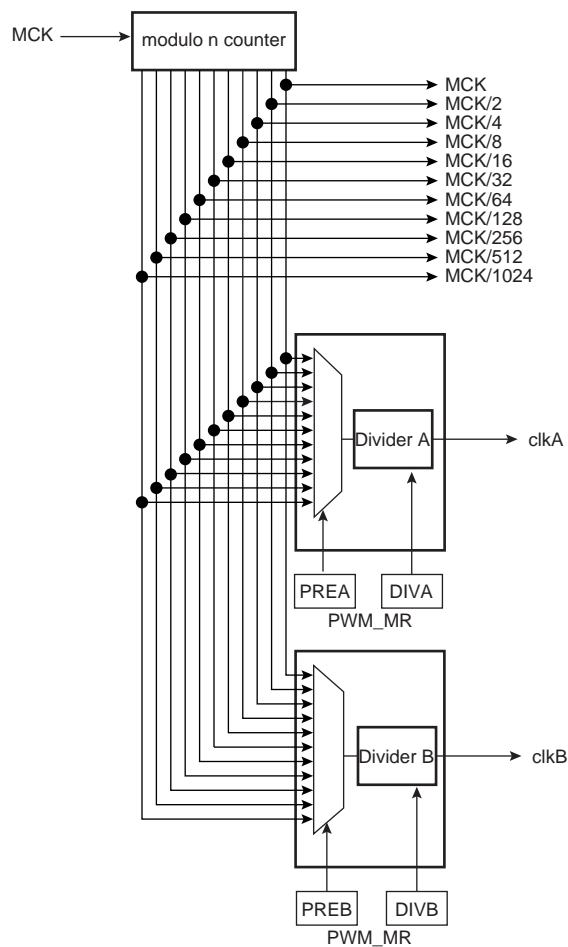 MCK
modulo n counter
MCK
MCK/2
MCK/4
MCK/8
MCK/16
MCK/32
MCK/64
MCK/128
MCK/256
MCK/512
MCK/1024
Divider A
clkA
PREA
DIVA
PWM_MR
Divider B
clkB
PREB
DIVB
PWM_MR